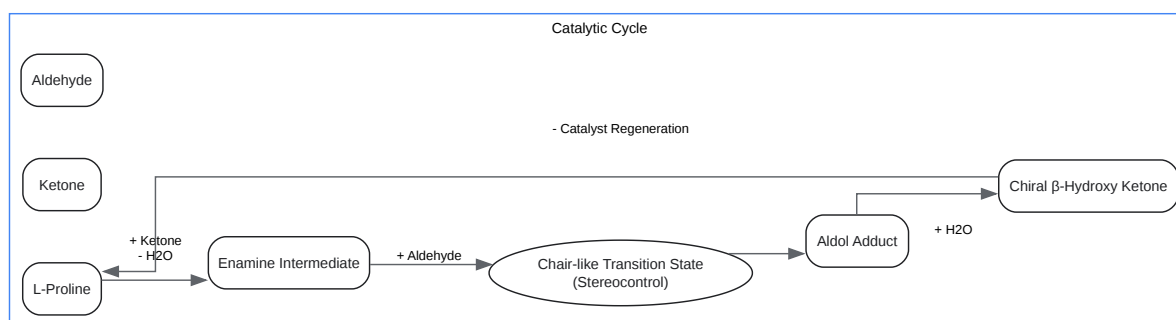 Catalytic Cycle
Aldehyde
- Catalyst Regeneration
Ketone
Chiral β-Hydroxy Ketone
+ Ketone
- H2O
Aldol Adduct
+ H2O
Enamine Intermediate
+ Aldehyde
Chair-like Transition State
(Stereocontrol)
L-Proline